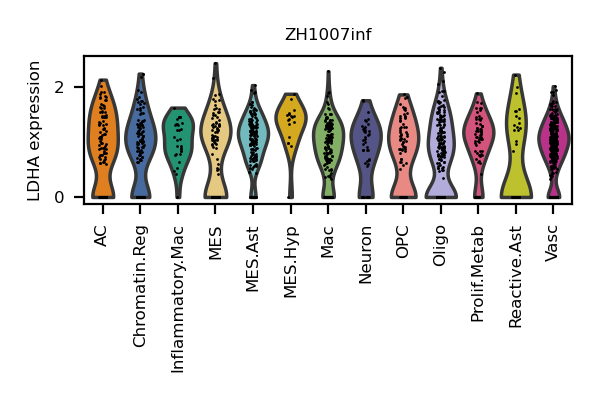 ZH1007inf
LDHA expression
2
0
AC
Chromatin.Reg
Inflammatory.Mac
MES
MES.Ast
MES.Hyp
Mac
Neuron
OPC
Oligo
Prolif.Metab
Reactive.Ast
Vasc